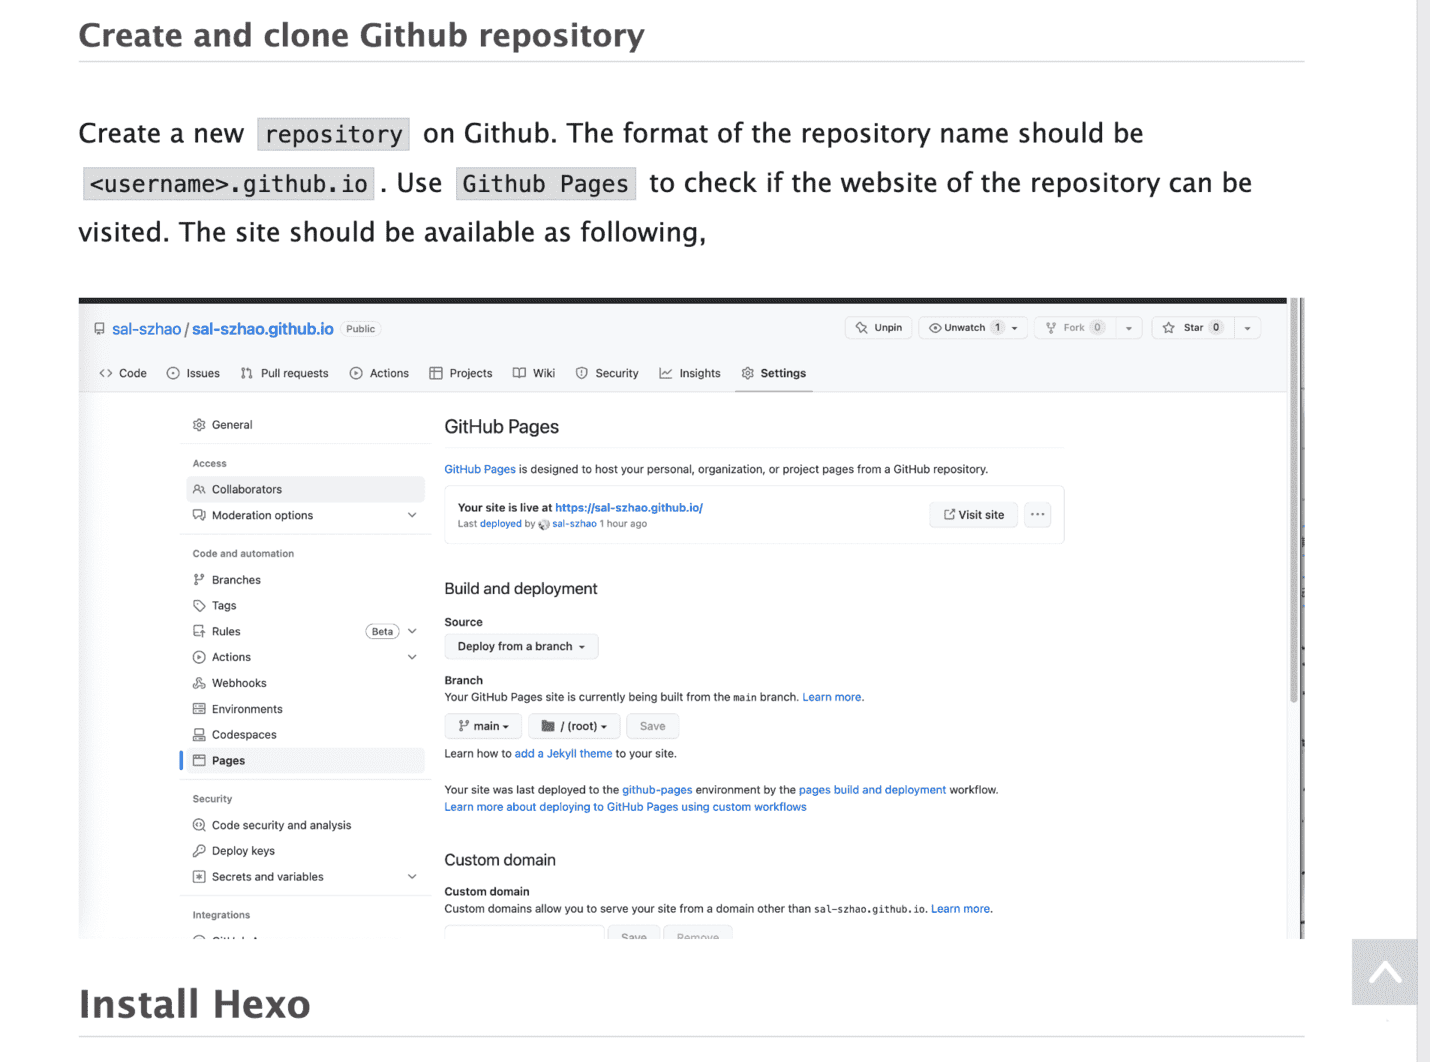 Create and clone Github repository
Create a new repository on Github. The format of the repository name should be
<username>.github.io . Use Github Pages to check if the website of the repository can be
visited. The site should be available as following,
sal-szhao / sal-szhao.github.io Public
Unpin Unwatch 1 Fork 0 Star 0
Code Issues Pull requests Actions Projects Wiki Security Insights Settings
General
Access
Collaborators
Moderation options
Code and automation
Branches
Tags
Rules Beta
Actions
Webhooks
Environments
Codespaces
Pages
Security
Code security and analysis
Deploy keys
Secrets and variables
Integrations
GitHub Pages
GitHub Pages is designed to host your personal, organization, or project pages from a GitHub repository.
Your site is live at https://sal-szhao.github.io/
Last deployed by sal-szhao 1 hour ago
Visit site
Build and deployment
Source
Deploy from a branch
Branch
Your GitHub Pages site is currently being built from the main branch. Learn more.
main / (root) Save
Learn how to add a Jekyll theme to your site.
Your site was last deployed to the github-pages environment by the pages build and deployment workflow.
Learn more about deploying to GitHub Pages using custom workflows
Custom domain
Custom domain
Custom domains allow you to serve your site from a domain other than sal-szhao.github.io. Learn more.
Save Remove
Install Hexo